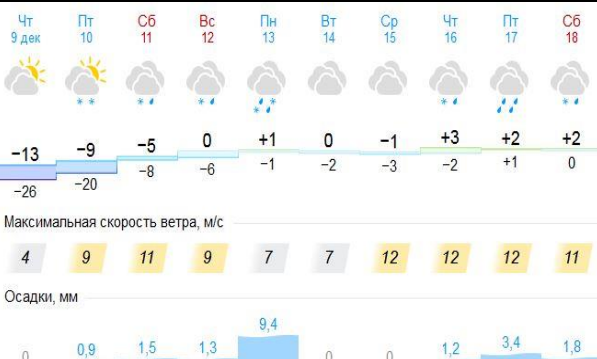 Чт Пт Сб Вс Пн Вт Ср Чт Пт Сб
9 дек 10 11 12 13 14 15 16 17 18
−13 −9 −5 0 +1 0 −1 +3 +2 +2
−26 −20 −8 −6 −1 −2 −3 −2 +1 0
Максимальная скорость ветра, м/с
4 9 11 9 7 7 12 12 12 11
Осадки, мм
0 0,9 1,5 1,3 9,4 0 0 1,2 3,4 1,8